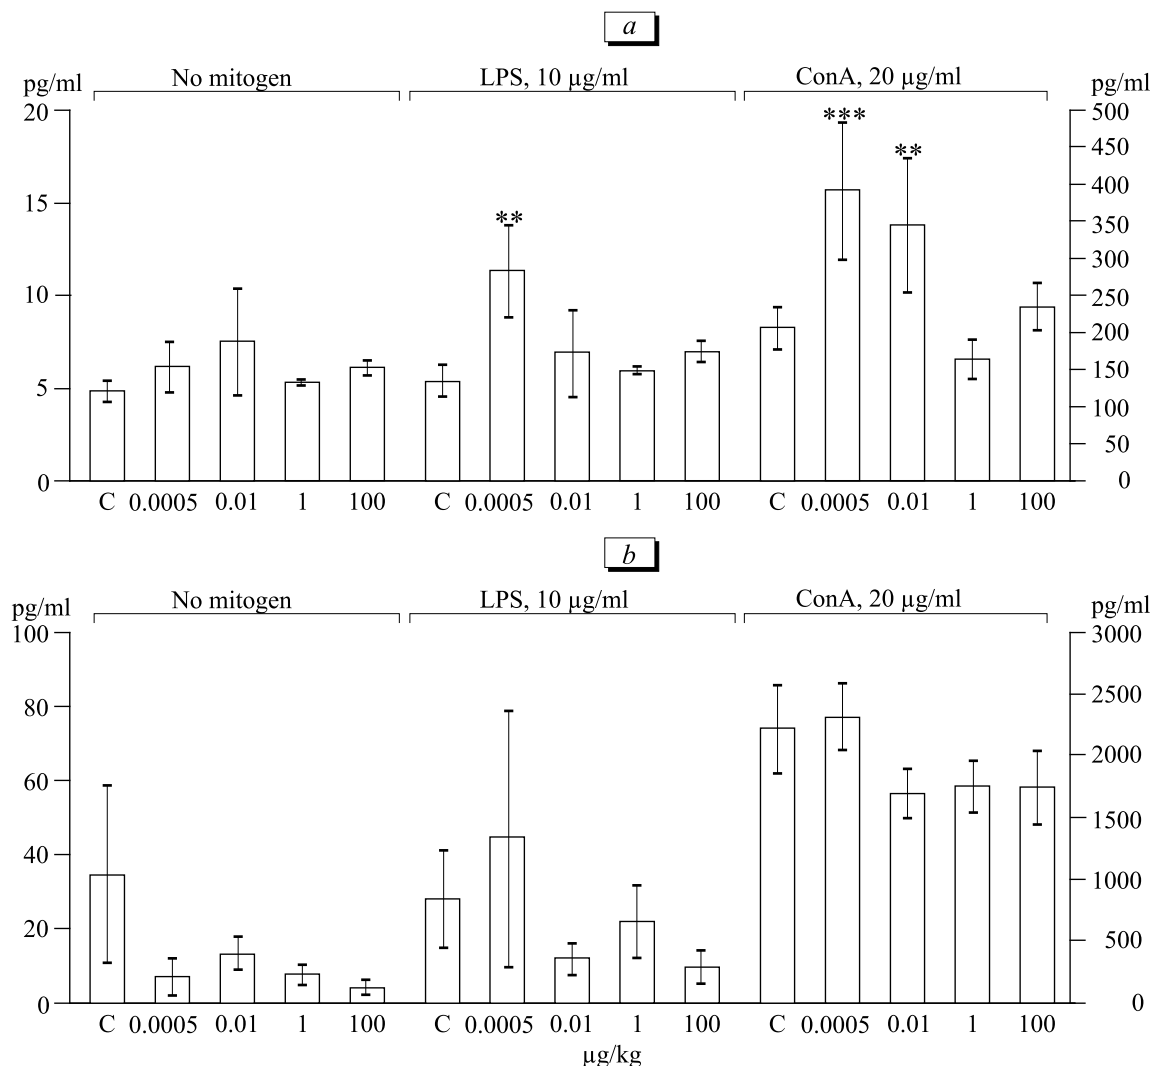 a
pg/ml No mitogen LPS, 10 µg/ml ConA, 20 µg/ml pg/ml
20 *** 500
450
** 400
15 ** 350
300
10 250
200
5 150
100
50
0 0
C 0.0005 0.01 1 100 C 0.0005 0.01 1 100 C 0.0005 0.01 1 100
b
pg/ml No mitogen LPS, 10 µg/ml ConA, 20 µg/ml pg/ml
100 3000
80 2500
2000
60
1500
40 1000
20 500
0 0
C 0.0005 0.01 1 100 C 0.0005 0.01 1 100 C 0.0005 0.01 1 100
µg/kg